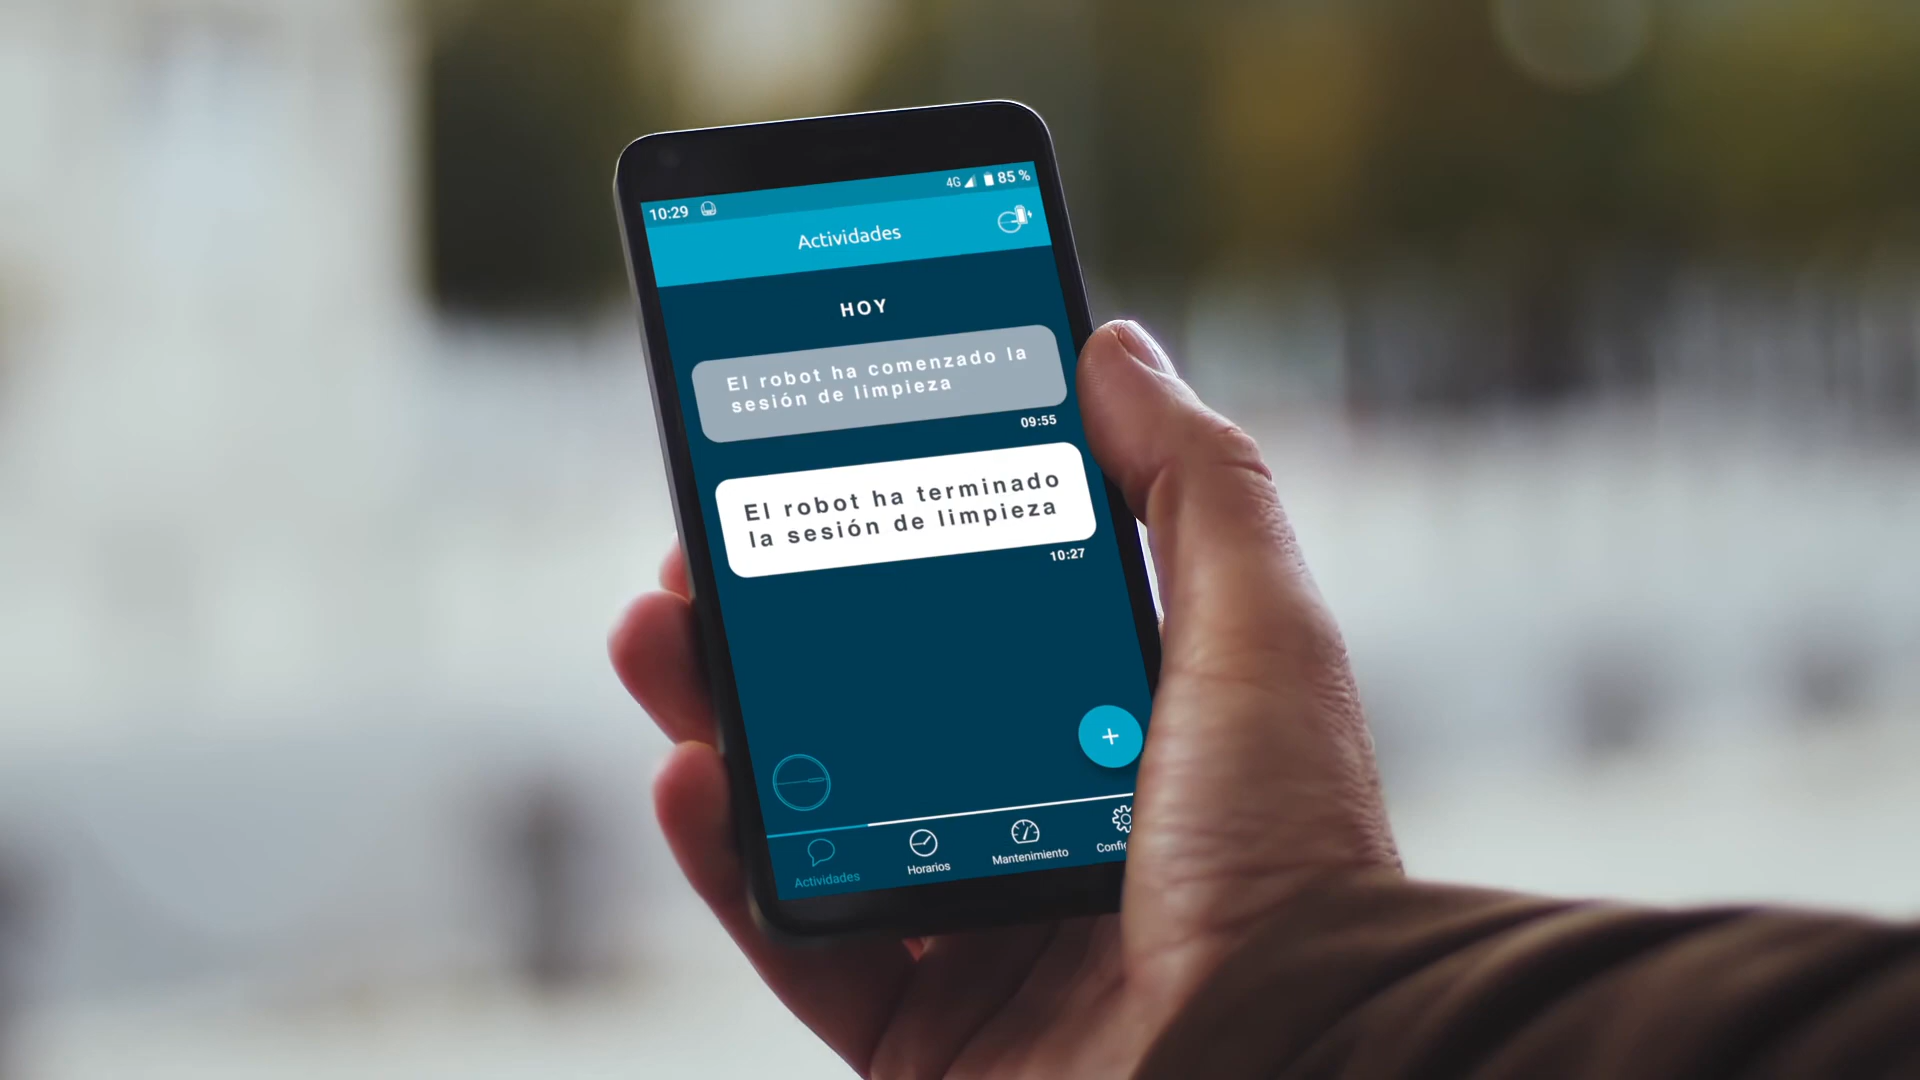 10:29 4G 85 %
Actividades
HOY
El robot ha comenzado la
sesión de limpieza
09:55
El robot ha terminado
la sesión de limpieza
10:27
+
Actividades Horarios Mantenimiento